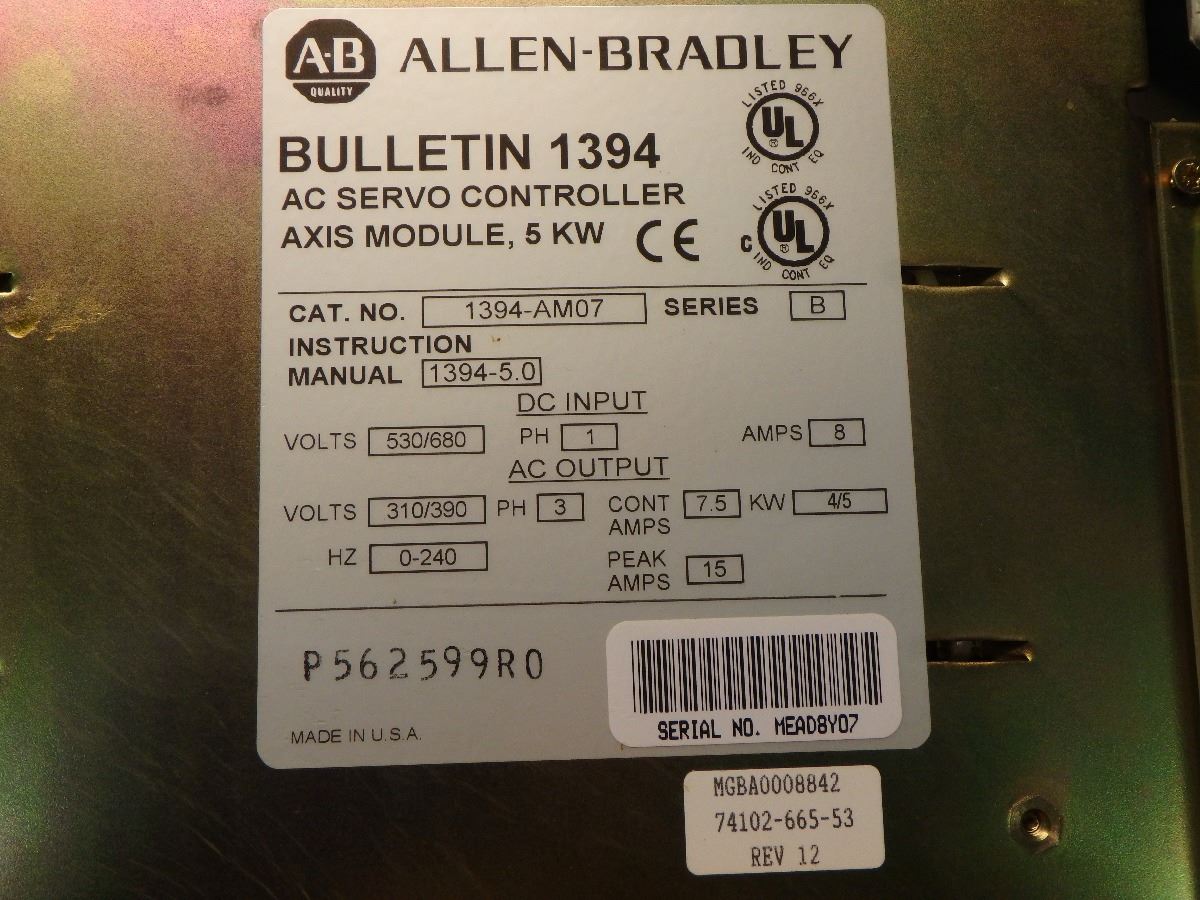 A-B ALLEN-BRADLEY
QUALITY
LISTED 966X
UL
®
IND CONT EQ
BULLETIN 1394
AC SERVO CONTROLLER
AXIS MODULE, 5 KW CE
LISTED 966X
C UL
®
IND CONT EQ
CAT. NO. 1394-AM07 SERIES B
INSTRUCTION
MANUAL 1394-5.0
DC INPUT
VOLTS 530/680 PH 1 AMPS 8
AC OUTPUT
VOLTS 310/390 PH 3 CONT AMPS 7.5 KW 4/5
HZ 0-240 PEAK AMPS 15
P562599R0
SERIAL NO. MEAD8Y07
MADE IN U.S.A.
MGBA0008842
74102-665-53
REV 12